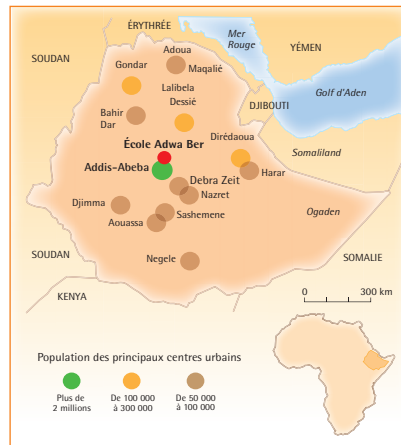 ÉRYTHRÉE
Mer
Rouge
YÉMEN
SOUDAN
Adoua
Maqalié
Gondar
Lalibela
Dessié
Golf d'Aden
DJIBOUTI
Bahir
Dar
École Adwa Ber
Dirédaoua
Somaliland
Addis-Abeba
Debra Zeit
Harar
Nazret
Djimma
Sashemene
Ogaden
Aouassa
SOUDAN
Negele
SOMALIE
KENYA
0 300 km
Population des principaux centres urbains
Plus de
2 millions
De 100 000
à 300 000
De 50 000
à 100 000